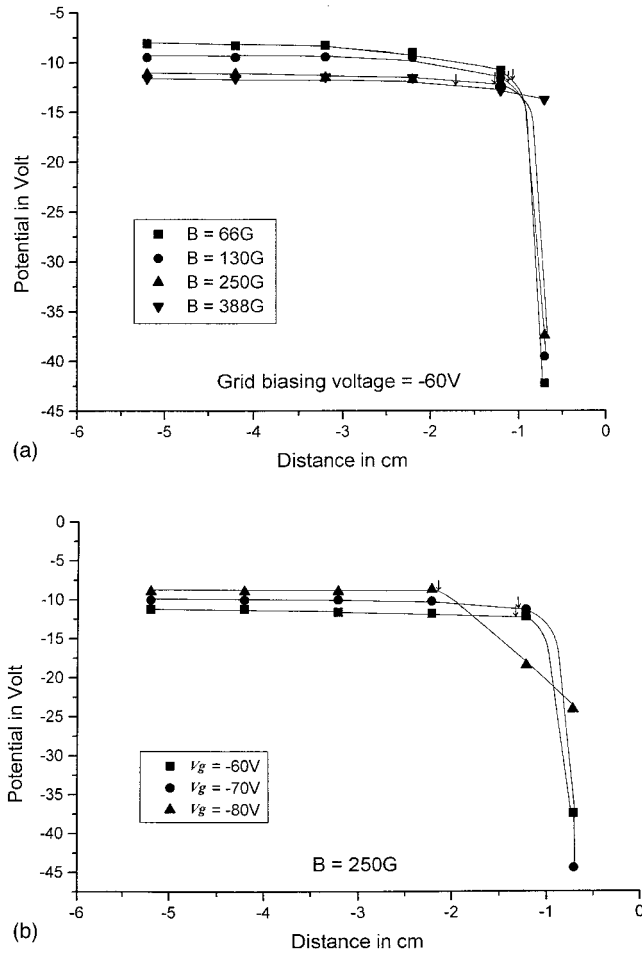 -5
-10
-15
-20
-25
-30
-35
-40
-45
Potential in Volt
B = 66G
B = 130G
B = 250G
B = 388G
Grid biasing voltage = -60V
-6
-5
-4
-3
-2
-1
0
Distance in cm
(a)
0
-5
-10
-15
-20
-25
-30
-35
-40
-45
Potential in Volt
Vg = -60V
Vg = -70V
Vg = -80V
B = 250G
-6
-5
-4
-3
-2
-1
0
Distance in cm
(b)